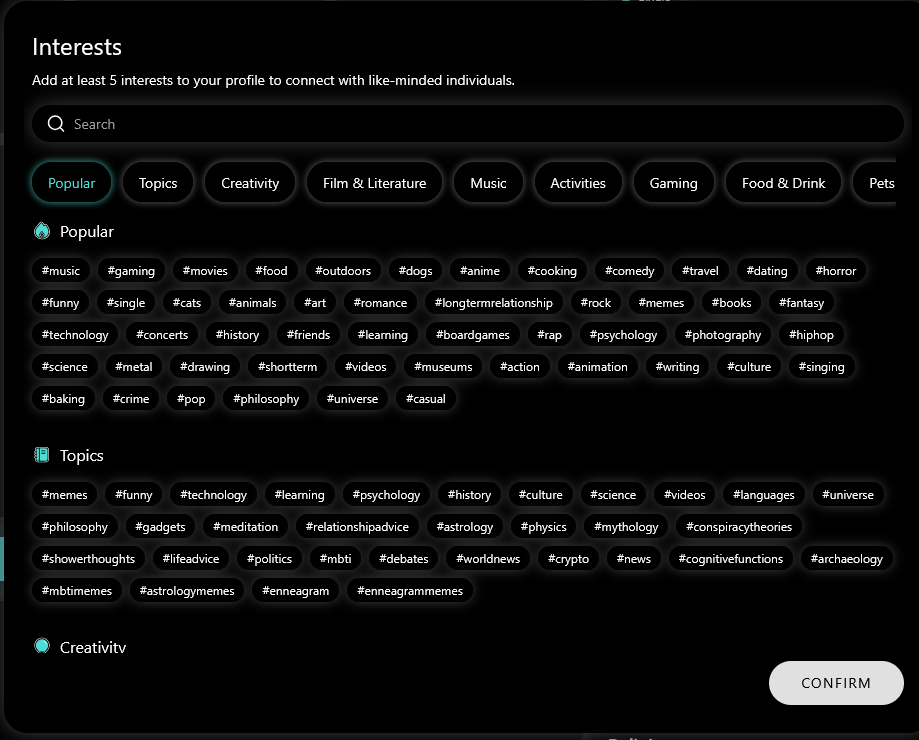 Interests
Add at least 5 interests to your profile to connect with like-minded individuals.
Search
Popular Topics Creativity Film & Literature Music Activities Gaming Food & Drink Pets
Popular
#music #gaming #movies #food #outdoors #dogs #anime #cooking #comedy #travel #dating #horror
#funny #single #cats #animals #art #romance #longtermrelationship #rock #memes #books #fantasy
#technology #concerts #history #friends #learning #boardgames #rap #psychology #photography #hiphop
#science #metal #drawing #shortterm #videos #museums #action #animation #writing #culture #singing
#baking #crime #pop #philosophy #universe #casual
Topics
#memes #funny #technology #learning #psychology #history #culture #science #videos #languages #universe
#philosophy #gadgets #meditation #relationshipadvice #astrology #physics #mythology #conspiracytheories
#showerthoughts #lifeadvice #politics #mbti #debates #worldnews #crypto #news #cognitivefunctions #archaeology
#mbtimemes #astrologymemes #enneagram #enneagrammemes
Creativity
CONFIRM